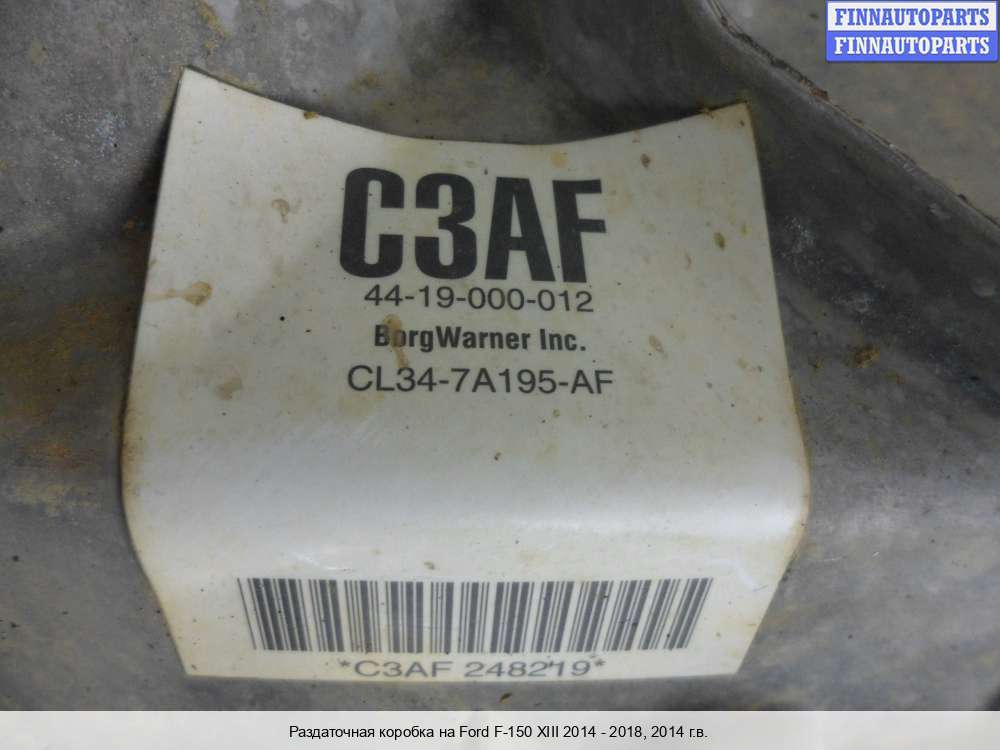 FINNAUTOPARTS
FINNAUTOPARTS
C3AF
44-19-000-012
BorgWarner Inc.
CL34-7A195-AF
*C3AF 248219*
Раздаточная коробка на Ford F-150 XIII 2014 - 2018, 2014 г.в.